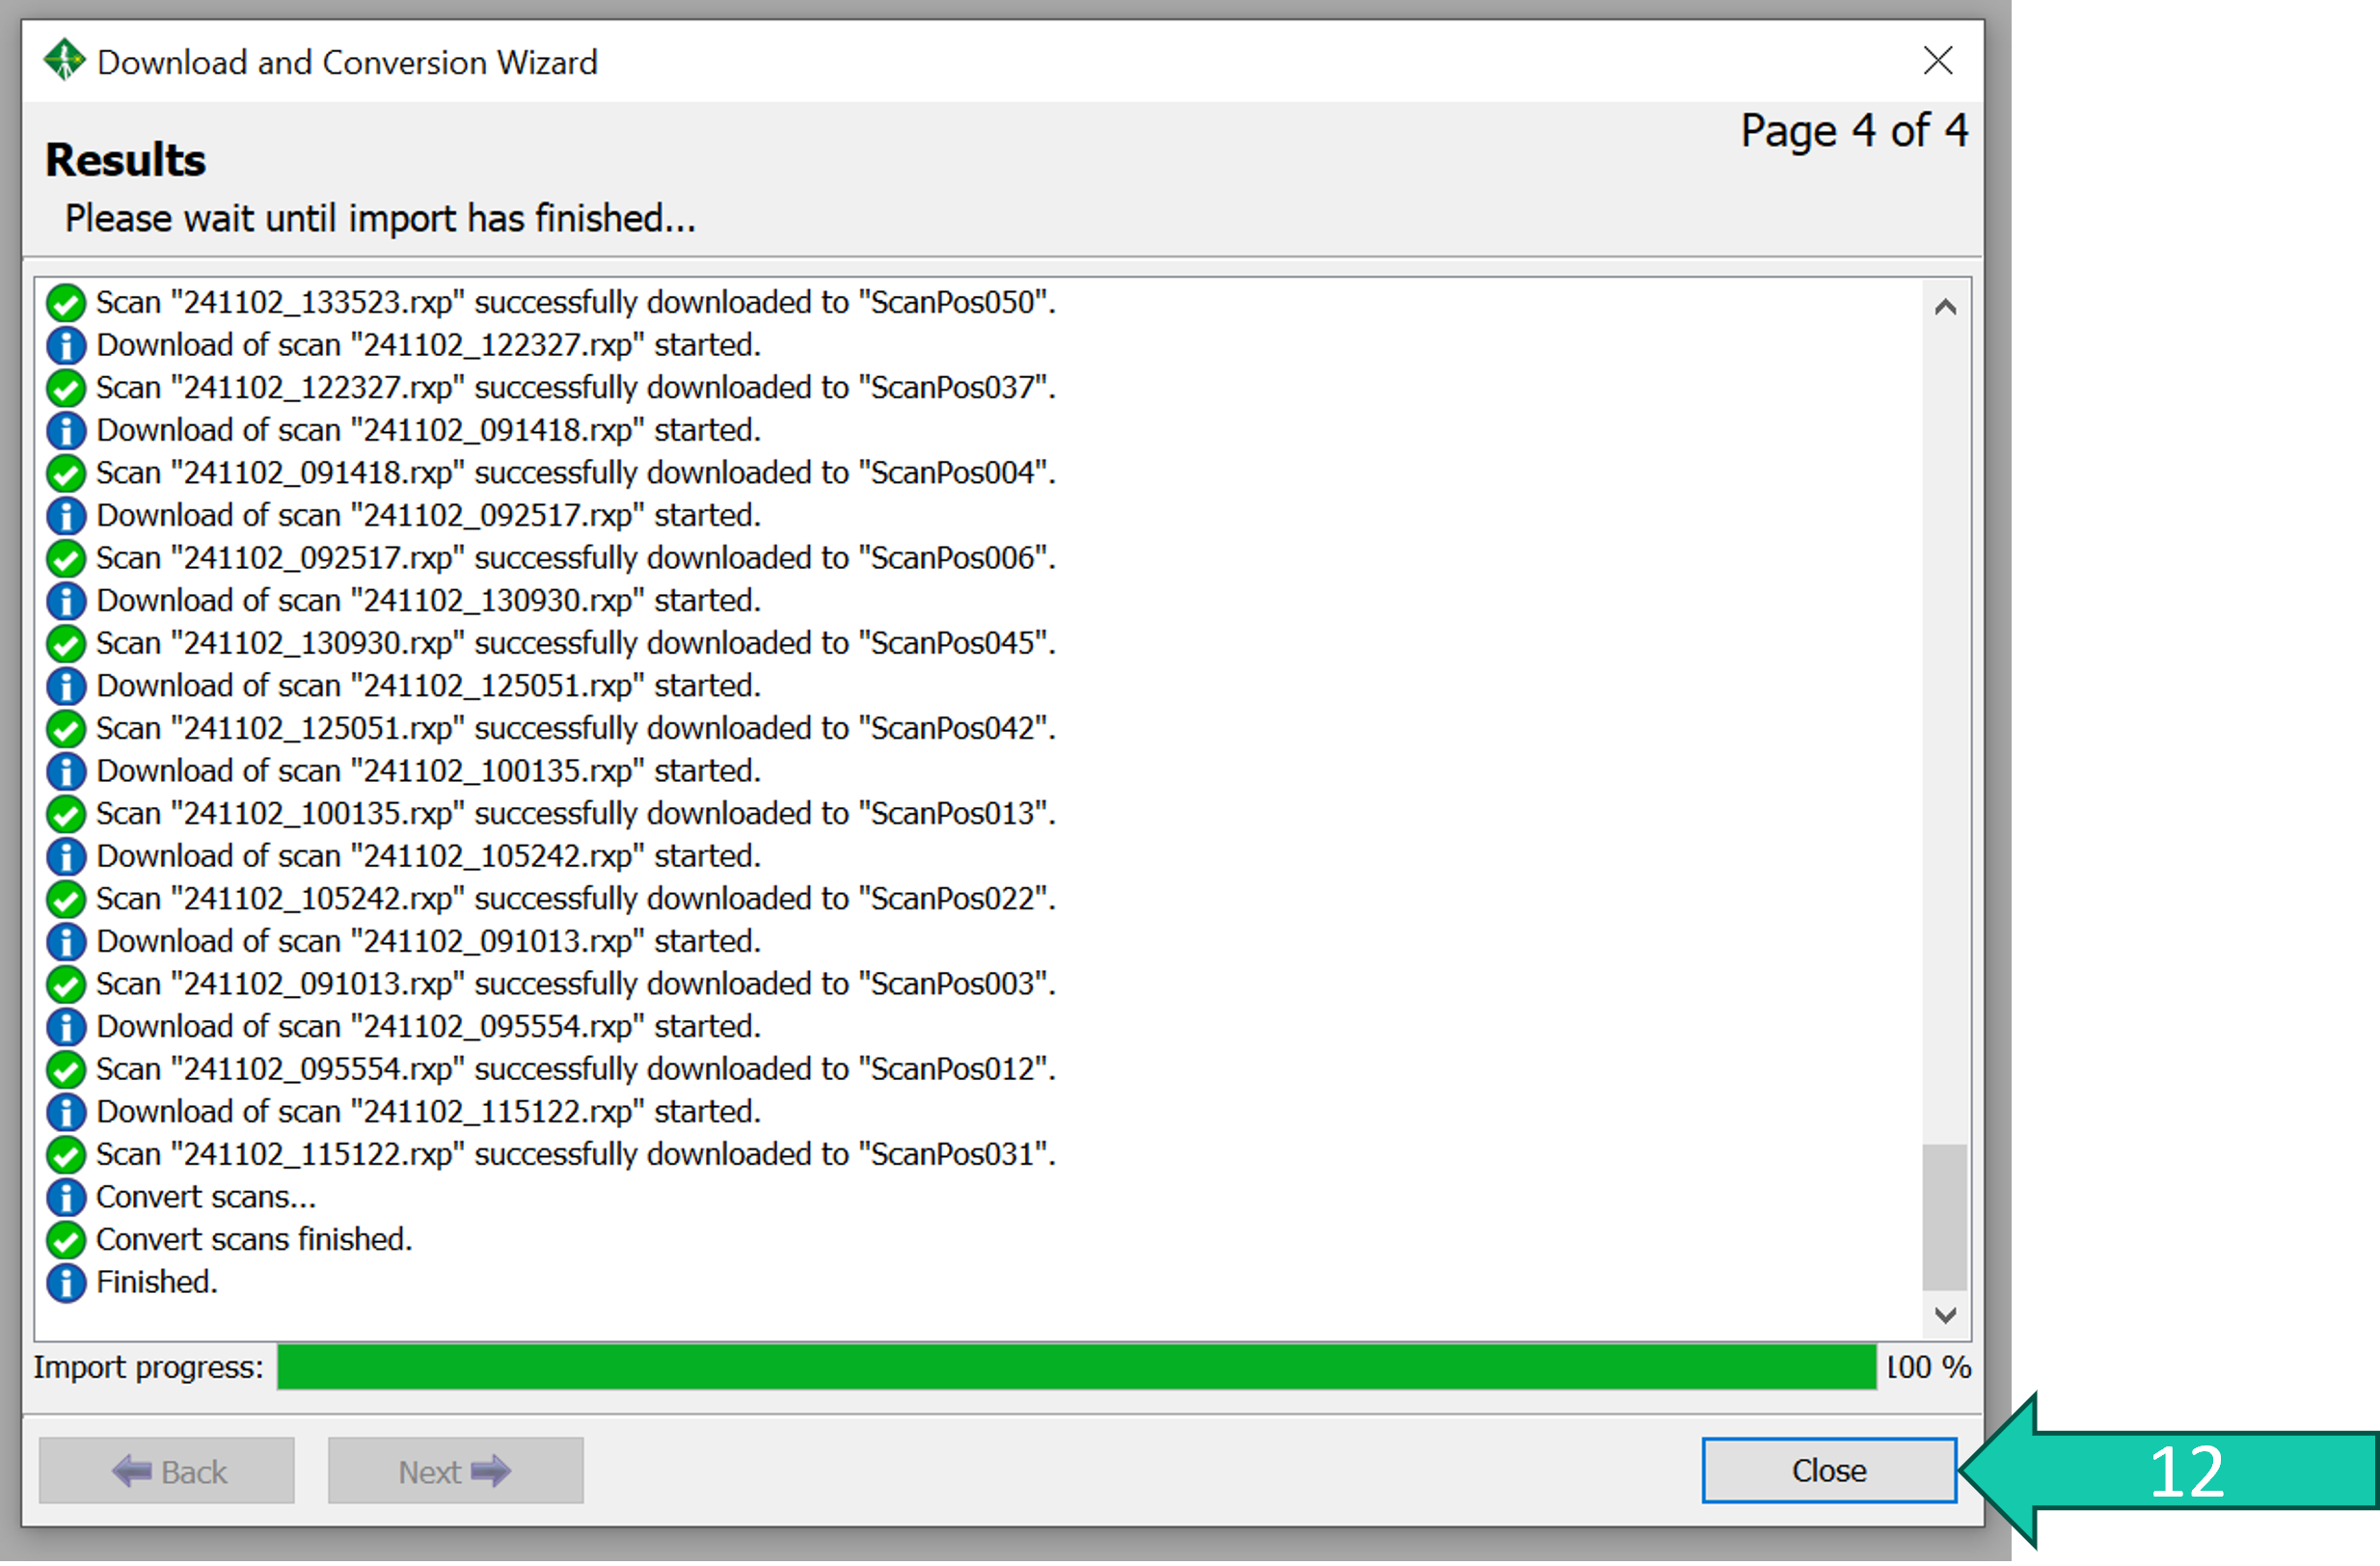 Download and Conversion Wizard
Page 4 of 4
Results
Please wait until import has finished...
Scan "241102_133523.rxp" successfully downloaded to "ScanPos050".
Download of scan "241102_122327.rxp" started.
Scan "241102_122327.rxp" successfully downloaded to "ScanPos037".
Download of scan "241102_091418.rxp" started.
Scan "241102_091418.rxp" successfully downloaded to "ScanPos004".
Download of scan "241102_092517.rxp" started.
Scan "241102_092517.rxp" successfully downloaded to "ScanPos006".
Download of scan "241102_130930.rxp" started.
Scan "241102_130930.rxp" successfully downloaded to "ScanPos045".
Download of scan "241102_125051.rxp" started.
Scan "241102_125051.rxp" successfully downloaded to "ScanPos042".
Download of scan "241102_100135.rxp" started.
Scan "241102_100135.rxp" successfully downloaded to "ScanPos013".
Download of scan "241102_105242.rxp" started.
Scan "241102_105242.rxp" successfully downloaded to "ScanPos022".
Download of scan "241102_091013.rxp" started.
Scan "241102_091013.rxp" successfully downloaded to "ScanPos003".
Download of scan "241102_095554.rxp" started.
Scan "241102_095554.rxp" successfully downloaded to "ScanPos012".
Download of scan "241102_115122.rxp" started.
Scan "241102_115122.rxp" successfully downloaded to "ScanPos031".
Convert scans...
Convert scans finished.
Finished.
Import progress: 100 %
Back Next Close 12